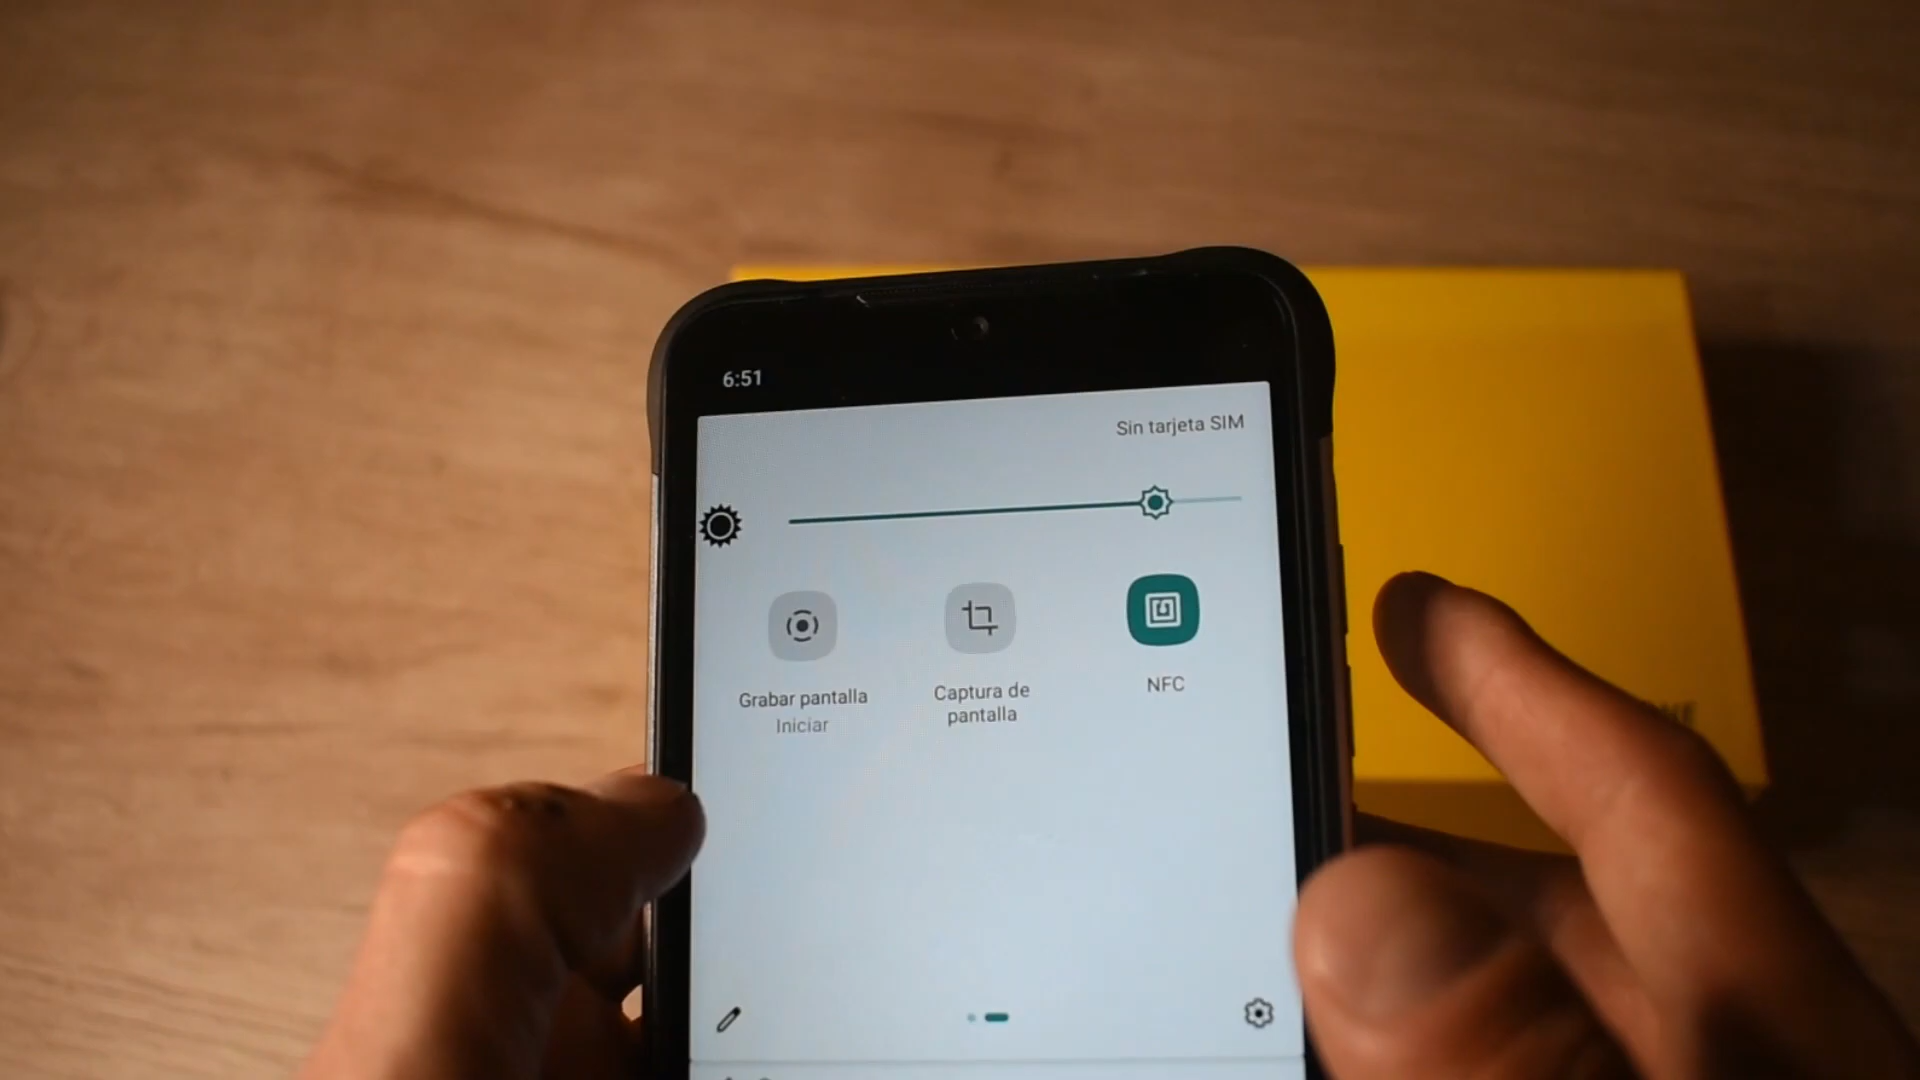 6:51
Sin tarjeta SIM
Grabar pantalla
Iniciar
Captura de
pantalla
NFC